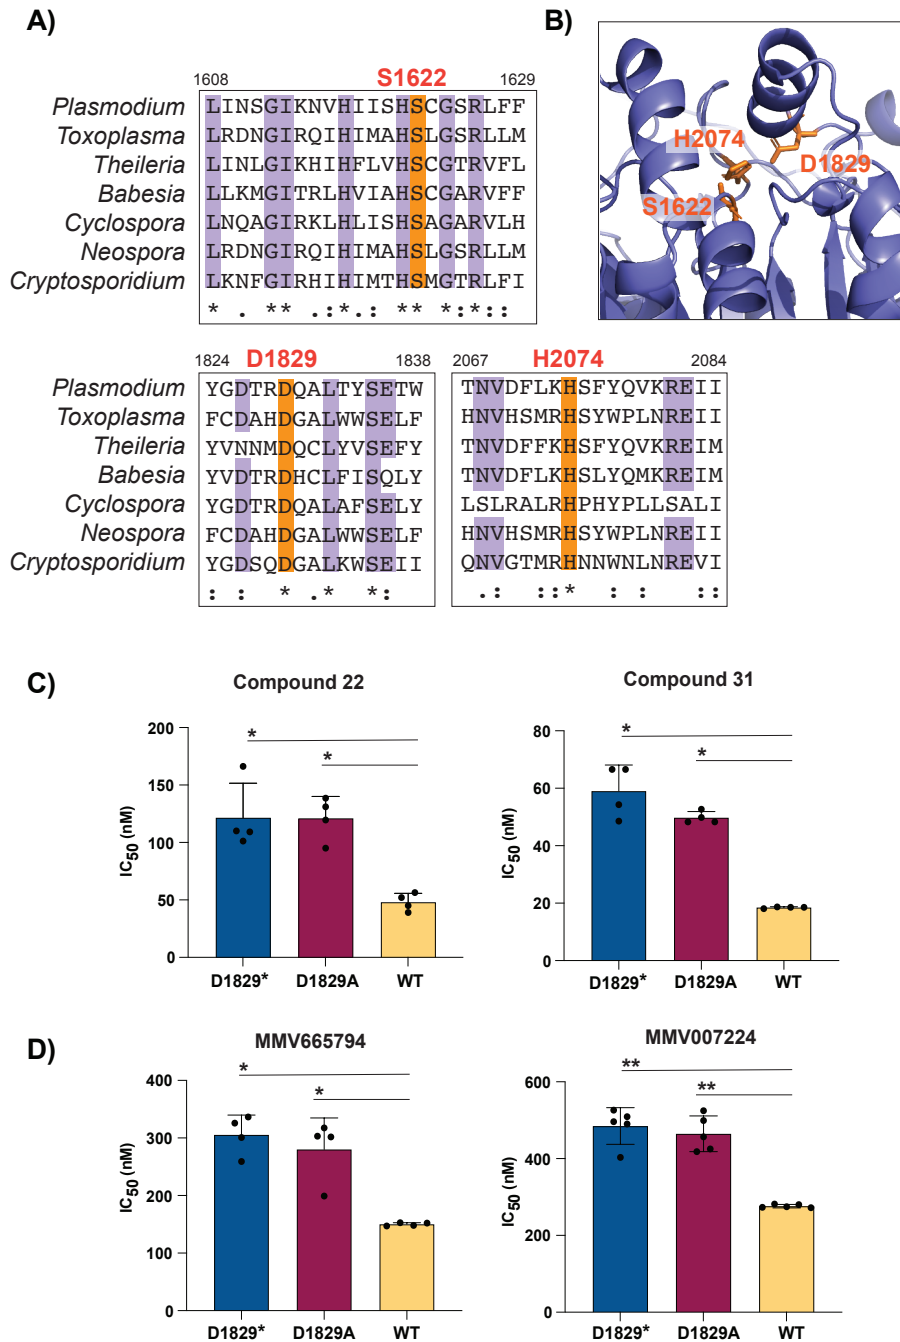 A)
B)
S1622
1608 1629
Plasmodium LINSGIKNVHIISHSCGSRLFF
Toxoplasma LRDNGIRQIHIMAHSLGSRLLM
Theileria LINLGIKHIHFLVHSCGTRVFL
Babesia LLKMGITRLHVIAHSCGARVFF
Cyclospora LNQAGIRKLHLISHSAGARVLH
Neospora LRDNGIRQIHIMAHSLGSRLLM
Cryptosporidium LKNFGIRHIHIMTHSMGTRLFI
* . ** .:*.: ** *:*::
H2074
D1829
S1622
1824 D1829 1838
Plasmodium YGDTRDQALTYSETW
Toxoplasma FCDAHDGALWWSELF
Theileria YVNNMDQCLYVSEFY
Babesia YVDTRDHCLFISQLY
Cyclospora YGDTRDQALAFSELY
Neospora FCDAHDGALWWSELF
Cryptosporidium YGDSQDGALKWSEII
: : * .* *:
2067 H2074 2084
TNVDFLKHSFYQVKREII
HNVHSMRHSYWPLNREII
TNVDFFKHSFYQVKREIM
TNVDFLKHSLYQMKREIM
LSLRALRHPHYPLLSALI
HNVHSMRHSYWPLNREII
QNVGTMRHNNWNLNREVI
.: ::* : : ::
C)
Compound 22
IC50 (nM)
200
150
100
50
0
* *
D1829* D1829A WT
Compound 31
IC50 (nM)
80
60
40
20
0
* *
D1829* D1829A WT
D)
MMV665794
IC50 (nM)
400
300
200
100
0
* *
D1829* D1829A WT
MMV007224
IC50 (nM)
600
400
200
0
** **
D1829* D1829A WT